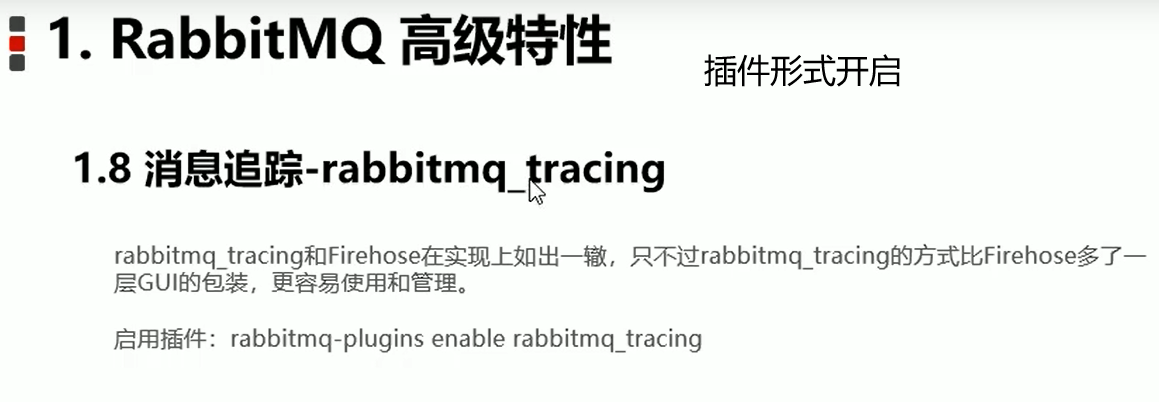 1. RabbitMQ 高级特性
插件形式开启
1.8 消息追踪-rabbitmq_tracing
rabbitmq_tracing和Firehose在实现上如出一辙，只不过rabbitmq_tracing的方式比Firehose多了一
层GUI的包装，更容易使用和管理。
启用插件：rabbitmq-plugins enable rabbitmq_tracing